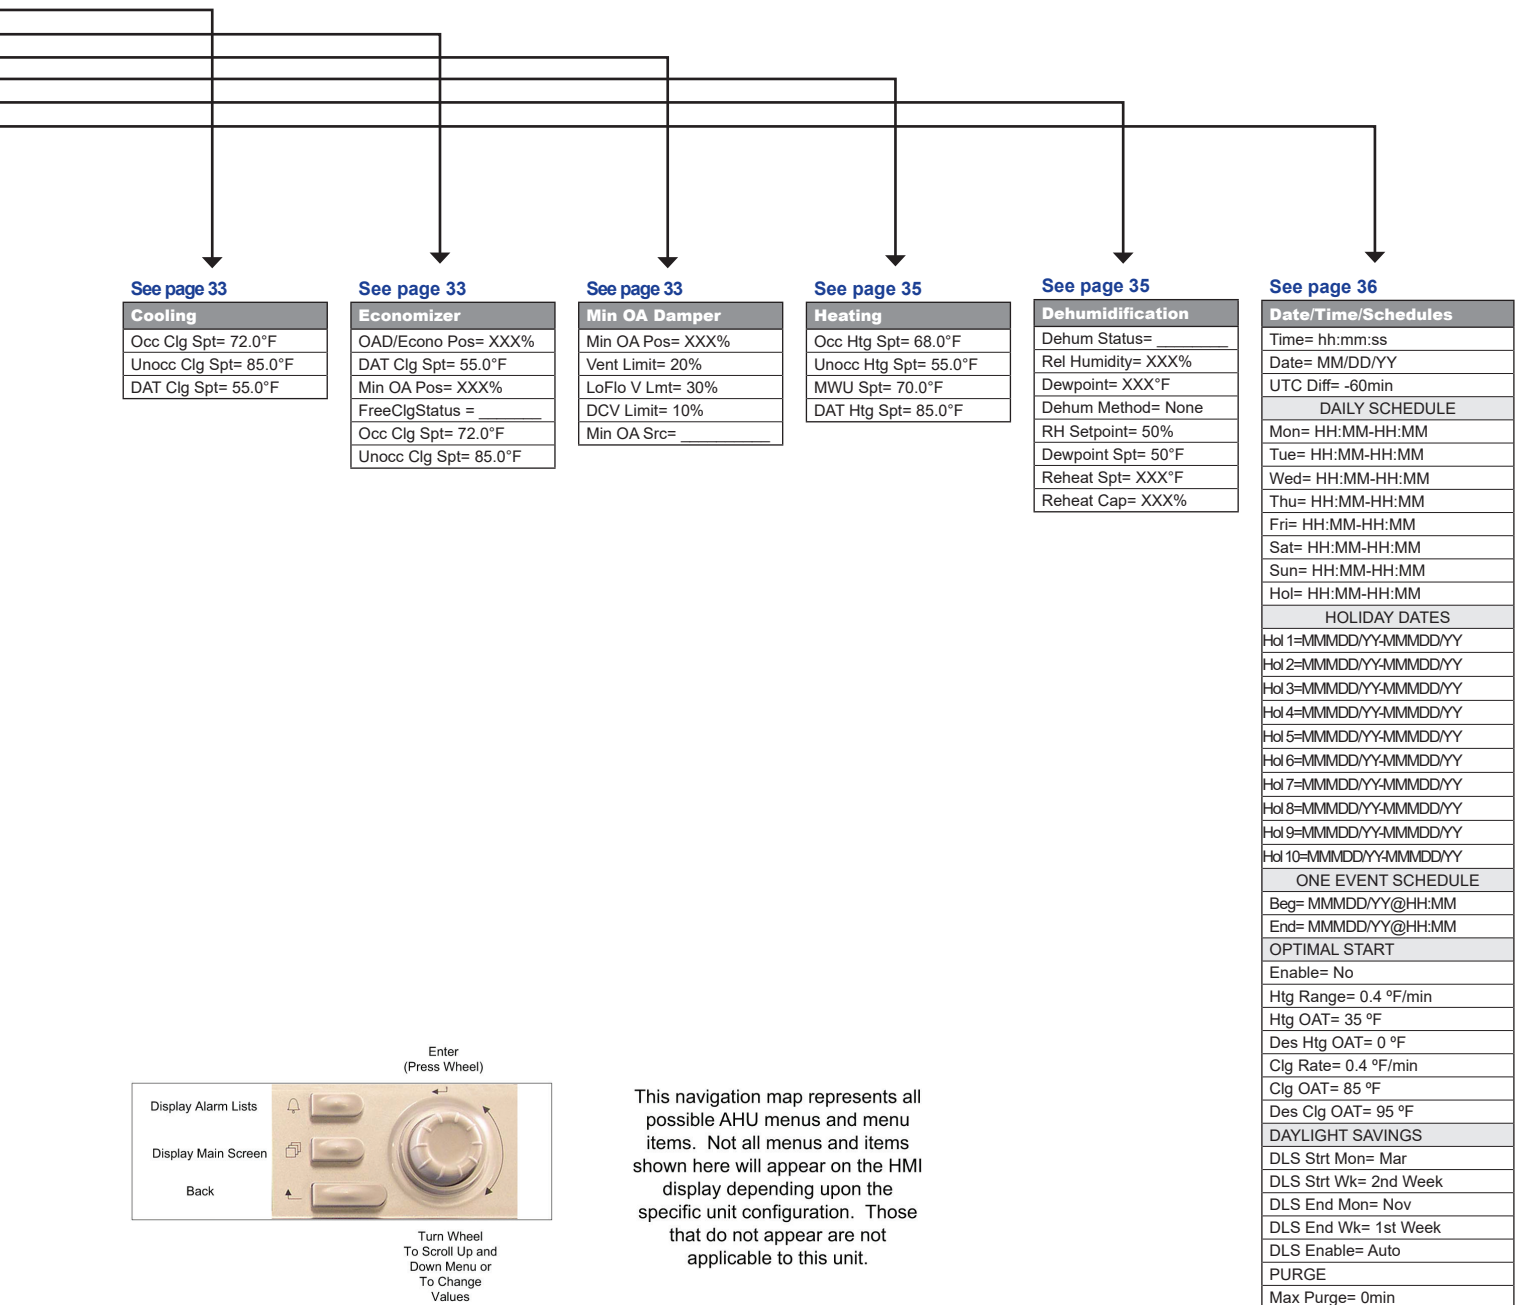 See page 33
Cooling
Occ Clg Spt= 72.0°F
Unocc Clg Spt= 85.0°F
DAT Clg Spt= 55.0°F
See page 33
Economizer
OAD/Econo Pos= XXX%
DAT Clg Spt= 55.0°F
Min OA Pos= XXX%
FreeClgStatus = _______
Occ Clg Spt= 72.0°F
Unocc Clg Spt= 85.0°F
See page 33
Min OA Damper
Min OA Pos= XXX%
Vent Limit= 20%
LoFlo V Lmt= 30%
DCV Limit= 10%
Min OA Src= __________
See page 35
Heating
Occ Htg Spt= 68.0°F
Unocc Htg Spt= 55.0°F
MWU Spt= 70.0°F
DAT Htg Spt= 85.0°F
See page 35
Dehumidification
Dehum Status= ________
Rel Humidity= XXX%
Dewpoint= XXX°F
Dehum Method= None
RH Setpoint= 50%
Dewpoint Spt= 50°F
Reheat Spt= XXX°F
Reheat Cap= XXX%
See page 36
Date/Time/Schedules
Time= hh:mm:ss
Date= MM/DD/YY
UTC Diff= -60min
DAILY SCHEDULE
Mon= HH:MM-HH:MM
Tue= HH:MM-HH:MM
Wed= HH:MM-HH:MM
Thu= HH:MM-HH:MM
Fri= HH:MM-HH:MM
Sat= HH:MM-HH:MM
Sun= HH:MM-HH:MM
Hol= HH:MM-HH:MM
HOLIDAY DATES
Hol 1=MMMDD/YY-MMMDD/YY
Hol 2=MMMDD/YY-MMMDD/YY
Hol 3=MMMDD/YY-MMMDD/YY
Hol 4=MMMDD/YY-MMMDD/YY
Hol 5=MMMDD/YY-MMMDD/YY
Hol 6=MMMDD/YY-MMMDD/YY
Hol 7=MMMDD/YY-MMMDD/YY
Hol 8=MMMDD/YY-MMMDD/YY
Hol 9=MMMDD/YY-MMMDD/YY
Hol 10=MMMDD/YY-MMMDD/YY
ONE EVENT SCHEDULE
Beg= MMMDD/YY@HH:MM
End= MMMDD/YY@HH:MM
OPTIMAL START
Enable= No
Htg Range= 0.4 ºF/min
Htg OAT= 35 ºF
Des Htg OAT= 0 ºF
Clg Rate= 0.4 ºF/min
Clg OAT= 85 ºF
Des Clg OAT= 95 ºF
DAYLIGHT SAVINGS
DLS Strt Mon= Mar
DLS Strt Wk= 2nd Week
DLS End Mon= Nov
DLS End Wk= 1st Week
DLS Enable= Auto
PURGE
Max Purge= 0min
Enter
(Press Wheel)
Display Alarm Lists
Display Main Screen
Back
Turn Wheel
To Scroll Up and
Down Menu or
To Change
Values
This navigation map represents all
possible AHU menus and menu
items. Not all menus and items
shown here will appear on the HMI
display depending upon the
specific unit configuration. Those
that do not appear are not
applicable to this unit.